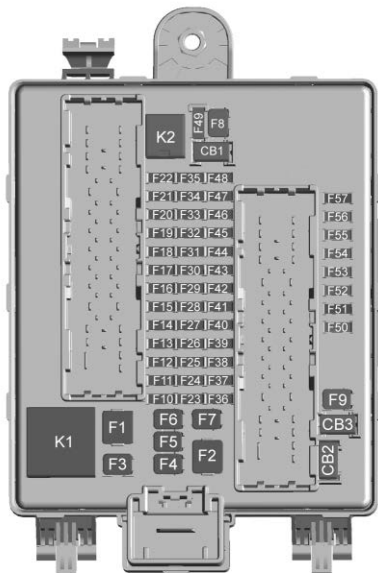 K2 F49 F8
CB1
F22 F35 F48
F21 F34 F47 F57
F20 F33 F46 F56
F19 F32 F45 F55
F18 F31 F44 F54
F17 F30 F43 F53
F16 F29 F42 F52
F15 F28 F41 F51
F14 F27 F40 F50
F13 F26 F39
F12 F25 F38
F11 F24 F37
F10 F23 F36
F9
K1 F1 F6 F7 CB3
F5
F3 F4 F2 CB2